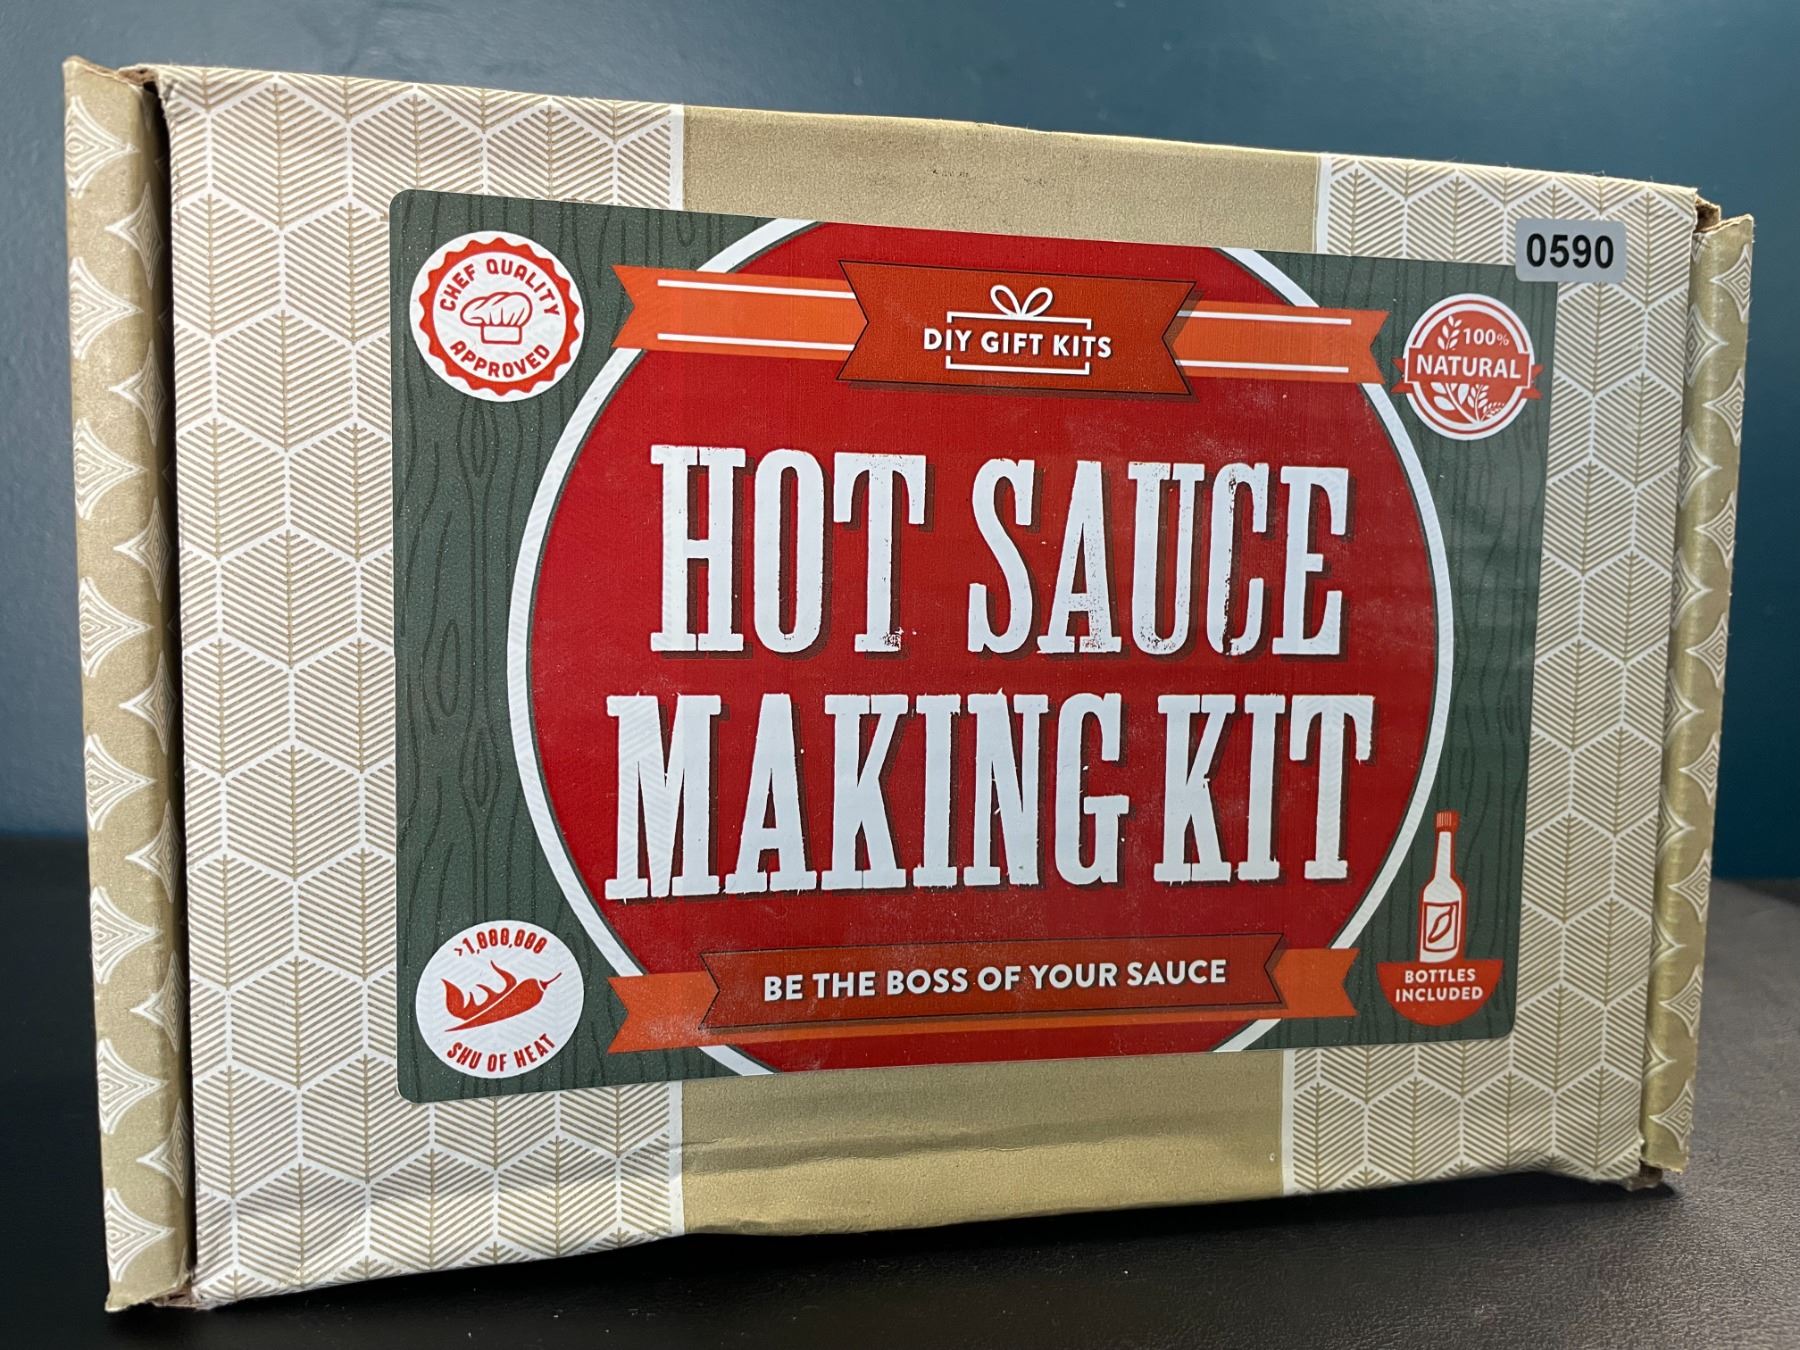 0590
CHEF QUALITY
APPROVED
DIY GIFT KITS
100%
NATURAL
HOT SAUCE
MAKING KIT
>1,000,000
SHU OF HEAT
BE THE BOSS OF YOUR SAUCE
BOTTLES
INCLUDED